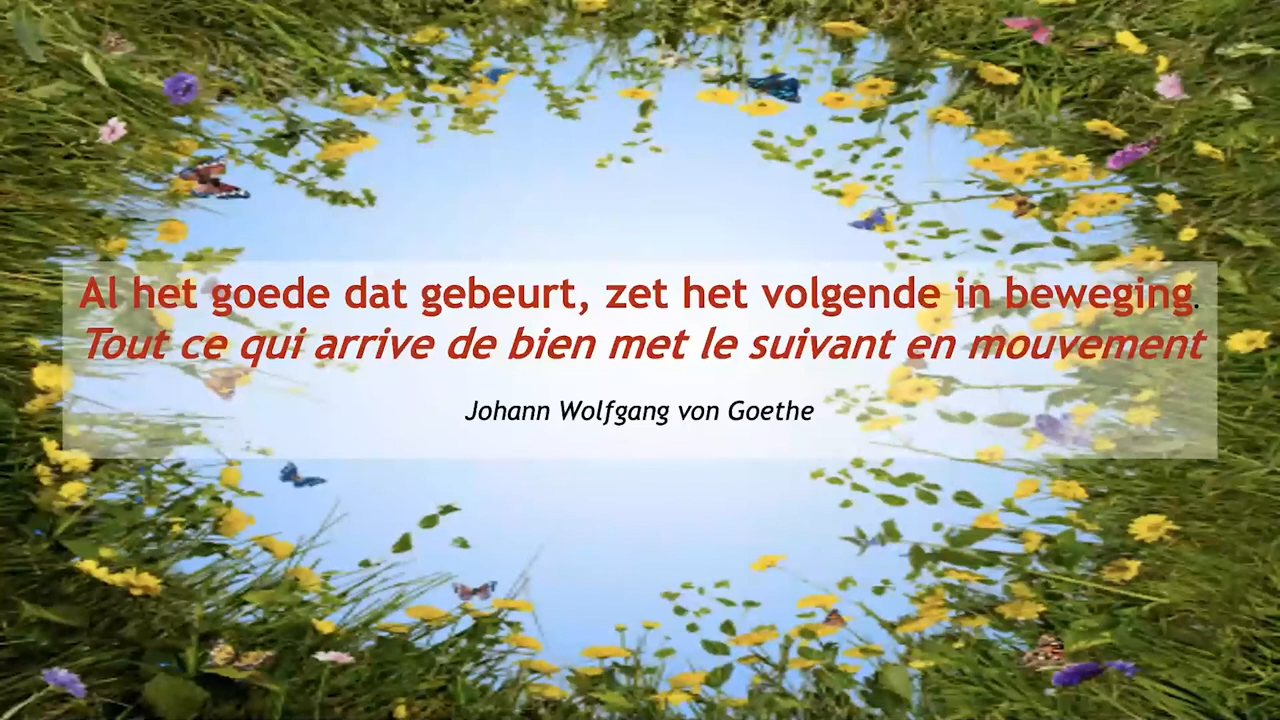 Al het goede dat gebeurt, zet het volgende in beweging.
Tout ce qui arrive de bien met le suivant en mouvement
Johann Wolfgang von Goethe